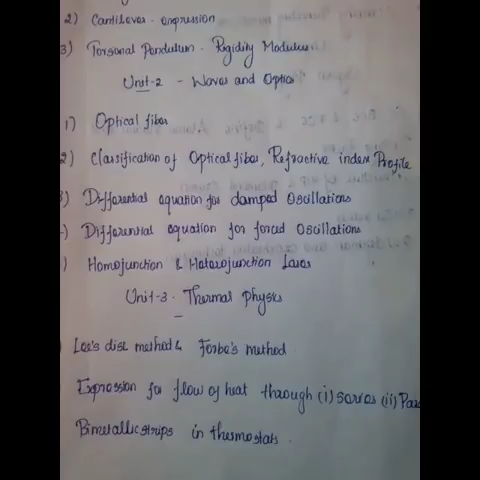 2) Cantilever - expression
3) Torsonal Pendulum - Rigidity Modulus
Unit-2 - Waves and Optics
1) Optical fiber
2) Classification of Optical fiber, Refractive index Profile
3) Differential equation for damped Oscillations
) Differential equation for forced Oscillations
) Homojunction & Heterojunction Lasers
Unit-3 - Thermal physics
) Lee's disc method & Forbe's method
Expression for flow of heat through (i) Series (ii) Par
Bimetallic strips in thermostats.